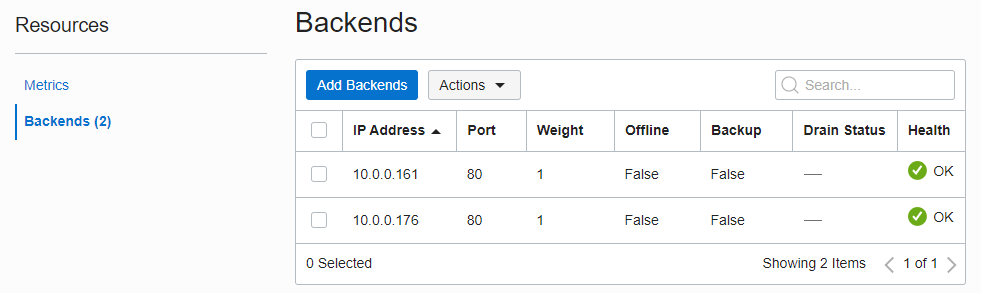 Resources
Metrics
Backends (2)
Backends
Add Backends Actions Search...
IP Address Port Weight Offline Backup Drain Status Health
10.0.0.161 80 1 False False — OK
10.0.0.176 80 1 False False — OK
0 Selected Showing 2 Items 1 of 1